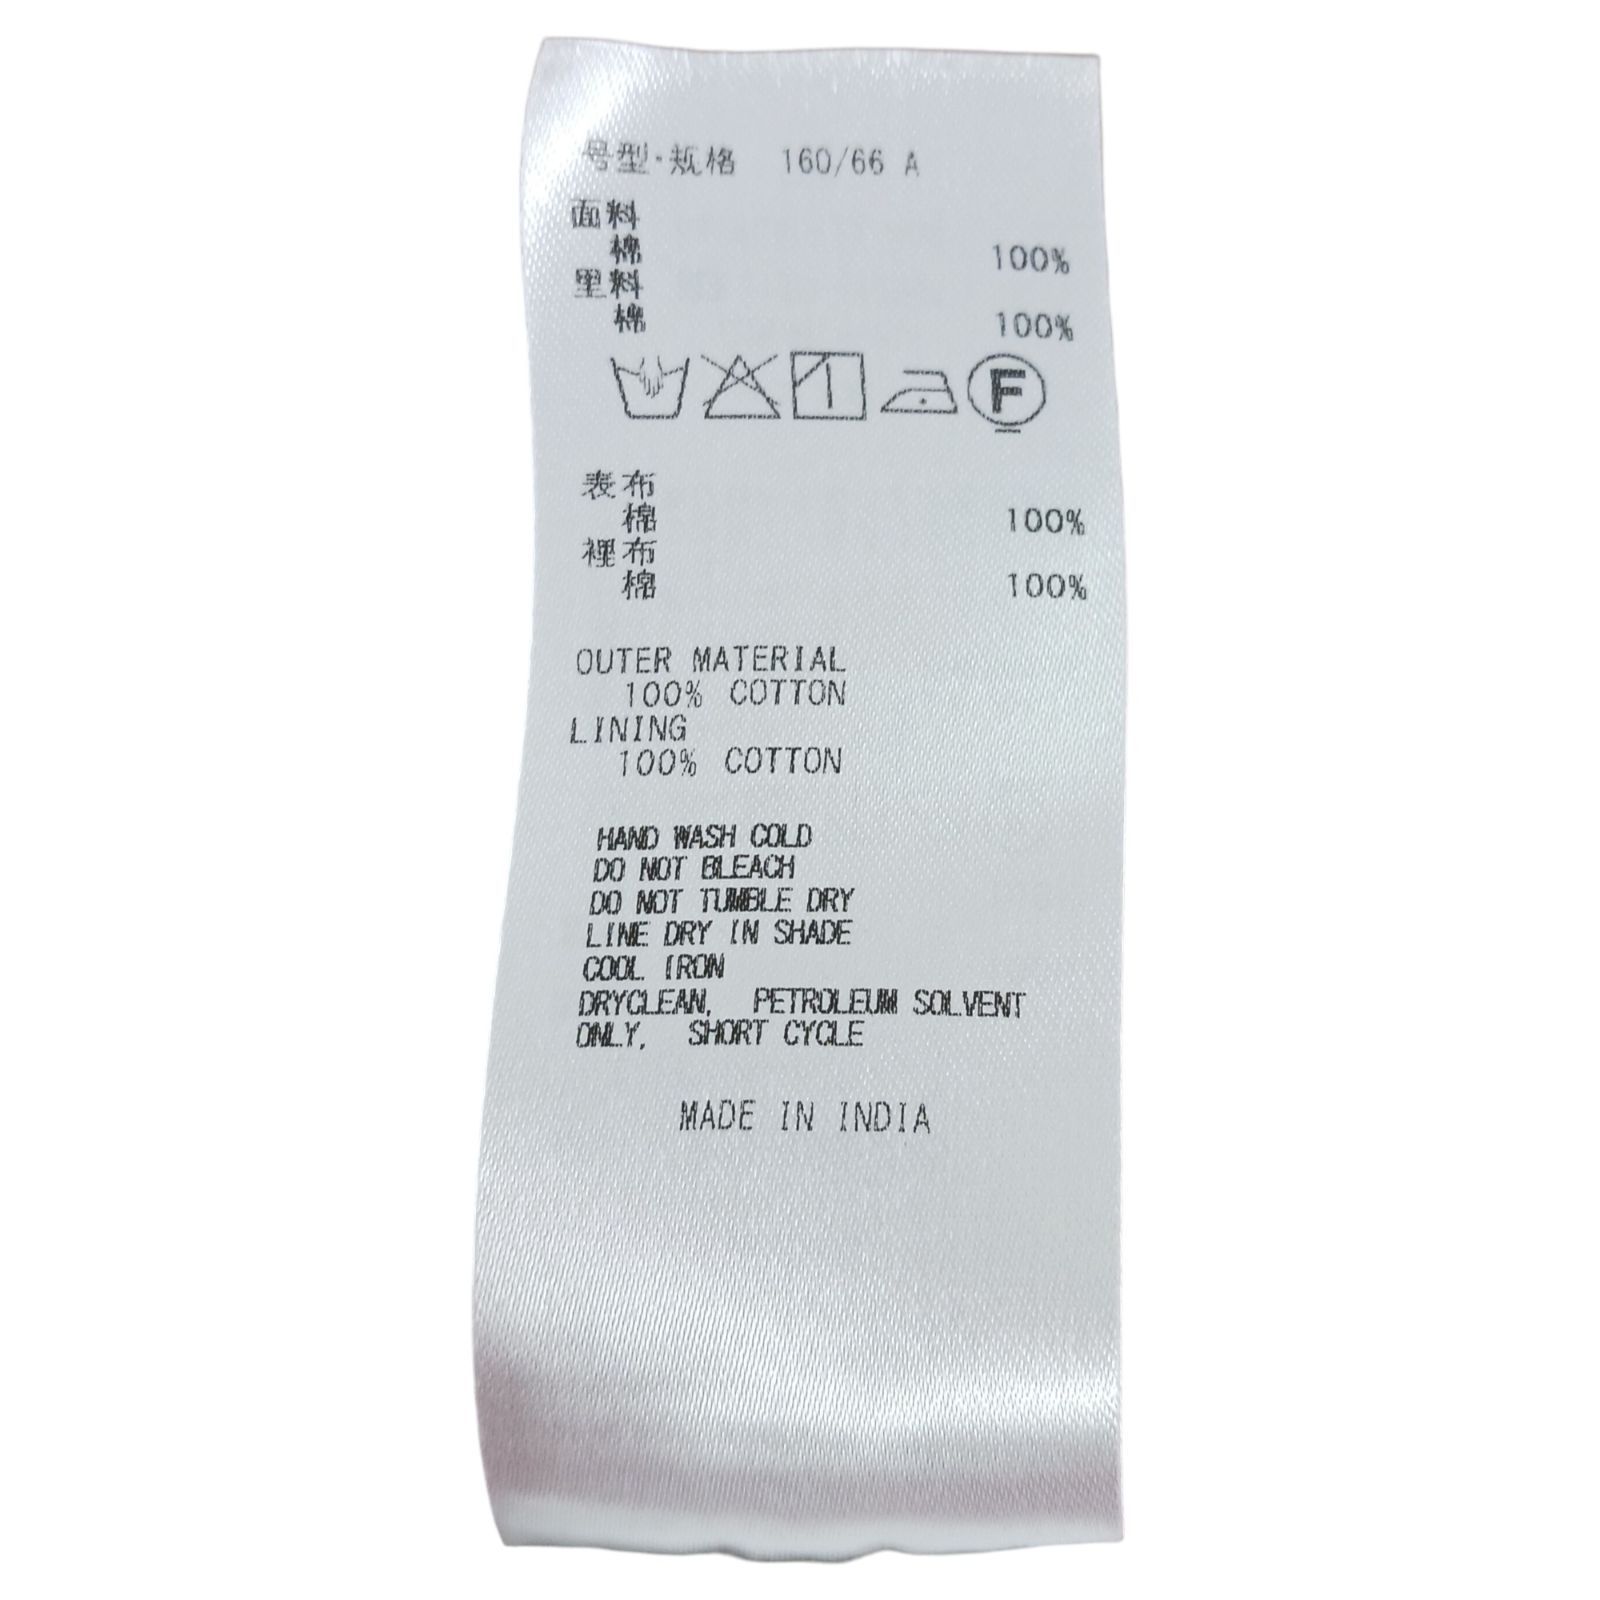 号型·规格 160/66 A
面料
棉 100%
里料
棉 100%
F
表布
棉 100%
裡布
棉 100%
OUTER MATERIAL
100% COTTON
LINING
100% COTTON
HAND WASH COLD
DO NOT BLEACH
DO NOT TUMBLE DRY
LINE DRY IN SHADE
COOL IRON
DRYCLEAN, PETROLEUM SOLVENT
ONLY, SHORT CYCLE
MADE IN INDIA